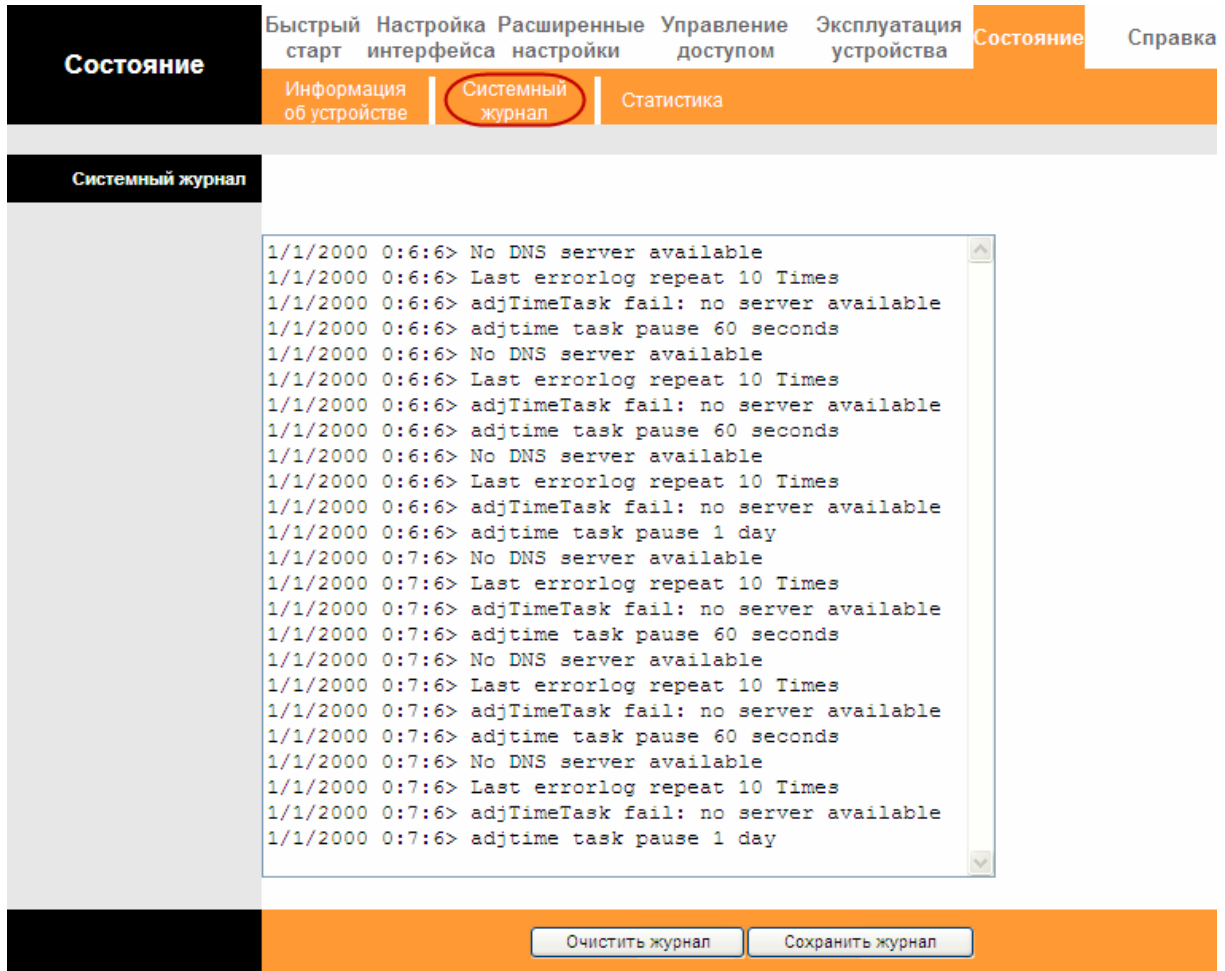 Состояние
Быстрый старт
Настройка интерфейса
Расширенные настройки
Управление доступом
Эксплуатация устройства
Состояние
Справка
Информация об устройстве
Системный журнал
Статистика
Системный журнал
1/1/2000 0:6:6> No DNS server available
1/1/2000 0:6:6> Last errorlog repeat 10 Times
1/1/2000 0:6:6> adjTimeTask fail: no server available
1/1/2000 0:6:6> adjtime task pause 60 seconds
1/1/2000 0:6:6> No DNS server available
1/1/2000 0:6:6> Last errorlog repeat 10 Times
1/1/2000 0:6:6> adjTimeTask fail: no server available
1/1/2000 0:6:6> adjtime task pause 60 seconds
1/1/2000 0:6:6> No DNS server available
1/1/2000 0:6:6> Last errorlog repeat 10 Times
1/1/2000 0:6:6> adjTimeTask fail: no server available
1/1/2000 0:6:6> adjtime task pause 1 day
1/1/2000 0:7:6> No DNS server available
1/1/2000 0:7:6> Last errorlog repeat 10 Times
1/1/2000 0:7:6> adjTimeTask fail: no server available
1/1/2000 0:7:6> adjtime task pause 60 seconds
1/1/2000 0:7:6> No DNS server available
1/1/2000 0:7:6> Last errorlog repeat 10 Times
1/1/2000 0:7:6> adjTimeTask fail: no server available
1/1/2000 0:7:6> adjtime task pause 60 seconds
1/1/2000 0:7:6> No DNS server available
1/1/2000 0:7:6> Last errorlog repeat 10 Times
1/1/2000 0:7:6> adjTimeTask fail: no server available
1/1/2000 0:7:6> adjtime task pause 1 day
Очистить журнал
Сохранить журнал